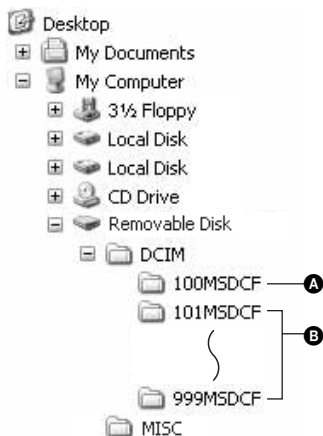 Desktop
My Documents
My Computer
3½ Floppy
Local Disk
Local Disk
CD Drive
Removable Disk
DCIM
100MSDCF A
101MSDCF
B
999MSDCF
MISC